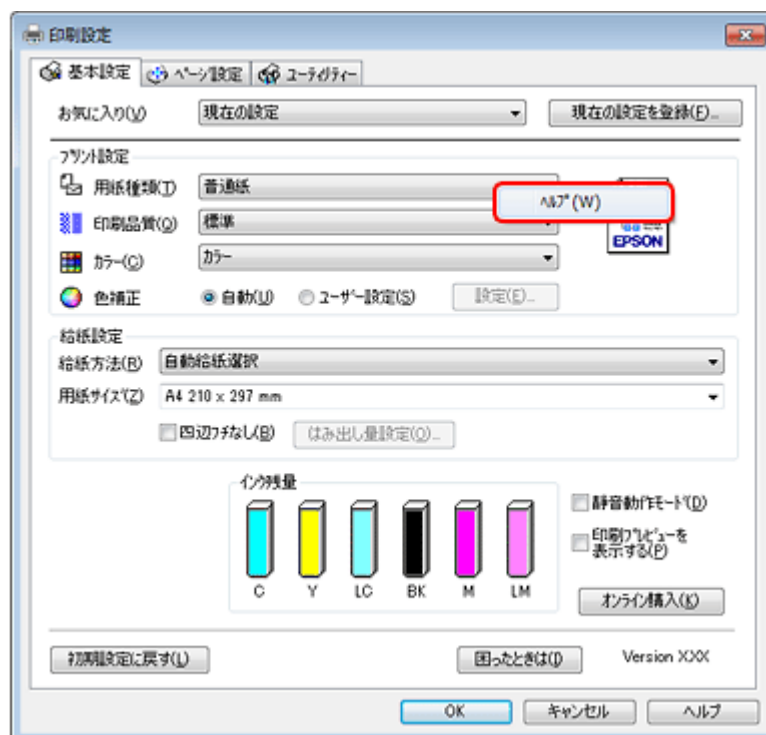 印刷設定
基本設定 ページ設定 ユーティリティー
お気に入り(V) 現在の設定 現在の設定を登録(F)...
プリント設定
用紙種類(T) 普通紙
ヘルプ(W)
印刷品質(Q) 標準
EPSON
カラー(C) カラー
色補正 自動(U) ユーザー設定(S) 設定(E)...
給紙設定
給紙方法(R) 自動給紙選択
用紙サイズ(Z) A4 210 x 297 mm
四辺フチなし(B) はみ出し量設定(O)...
インク残量
静音動作モード(D)
印刷プレビューを
表示する(P)
C Y LC BK M LM
オンライン購入(K)
初期設定に戻す(L) 困ったときは(I) Version X.XX
OK キャンセル ヘルプ